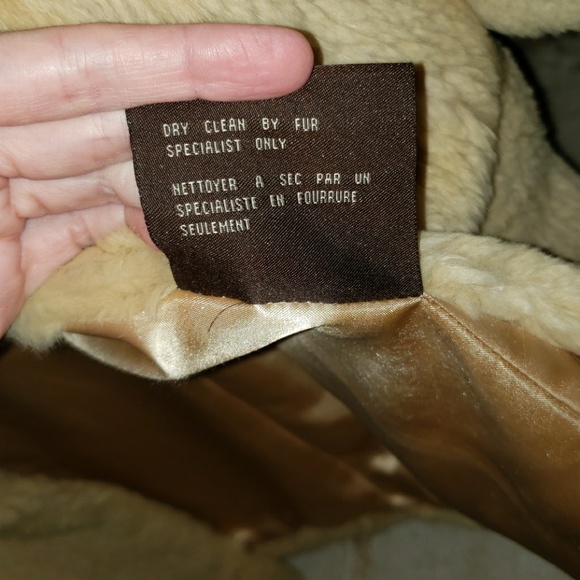 DRY CLEAN BY FUR
SPECIALIST ONLY
NETTOYER A SEC PAR UN
SPECIALISTE EN FOURRURE.
SEULEMENT